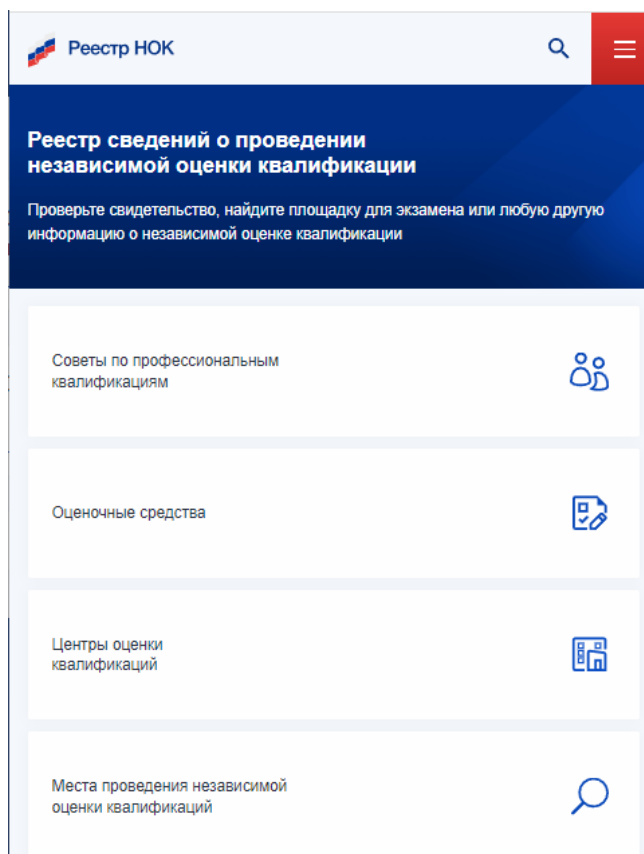 Реестр НОК
Реестр сведений о проведении
независимой оценки квалификации
Проверьте свидетельство, найдите площадку для экзамена или любую другую
информацию о независимой оценке квалификации
Советы по профессиональным
квалификациям
Оценочные средства
Центры оценки
квалификаций
Места проведения независимой
оценки квалификаций